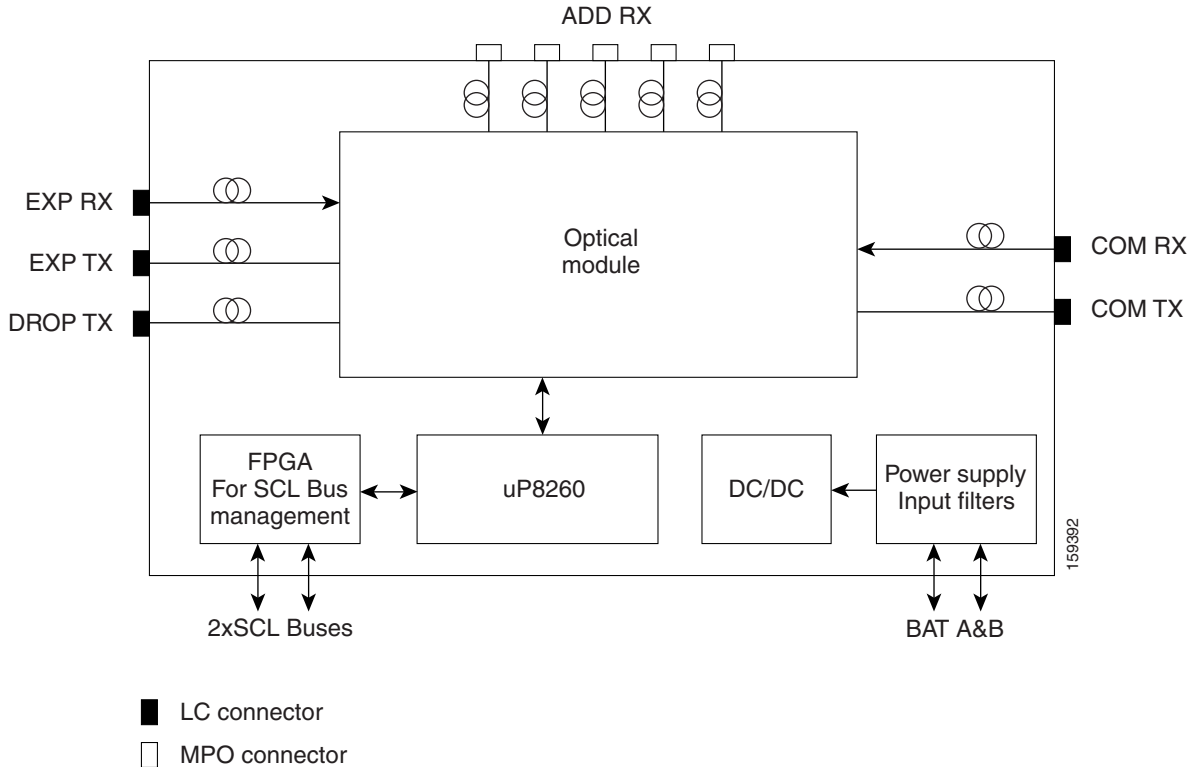 ADD RX
EXP RX
EXP TX
DROP TX
Optical
module
COM RX
COM TX
FPGA
For SCL Bus
management
uP8260
DC/DC
Power supply
Input filters
159392
2xSCL Buses
BAT A&B
LC connector
MPO connector